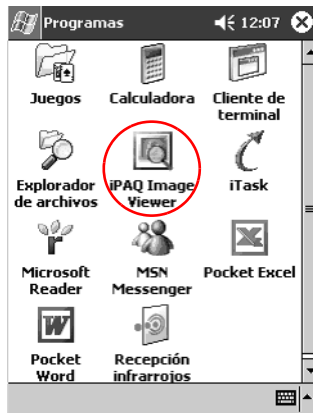 Programas 12:07
Juegos Calculadora Cliente de
terminal
Explorador iPAQ Image iTask
de archivos Viewer
Microsoft MSN Pocket Excel
Reader Messenger
Pocket Recepción
Word infrarrojos